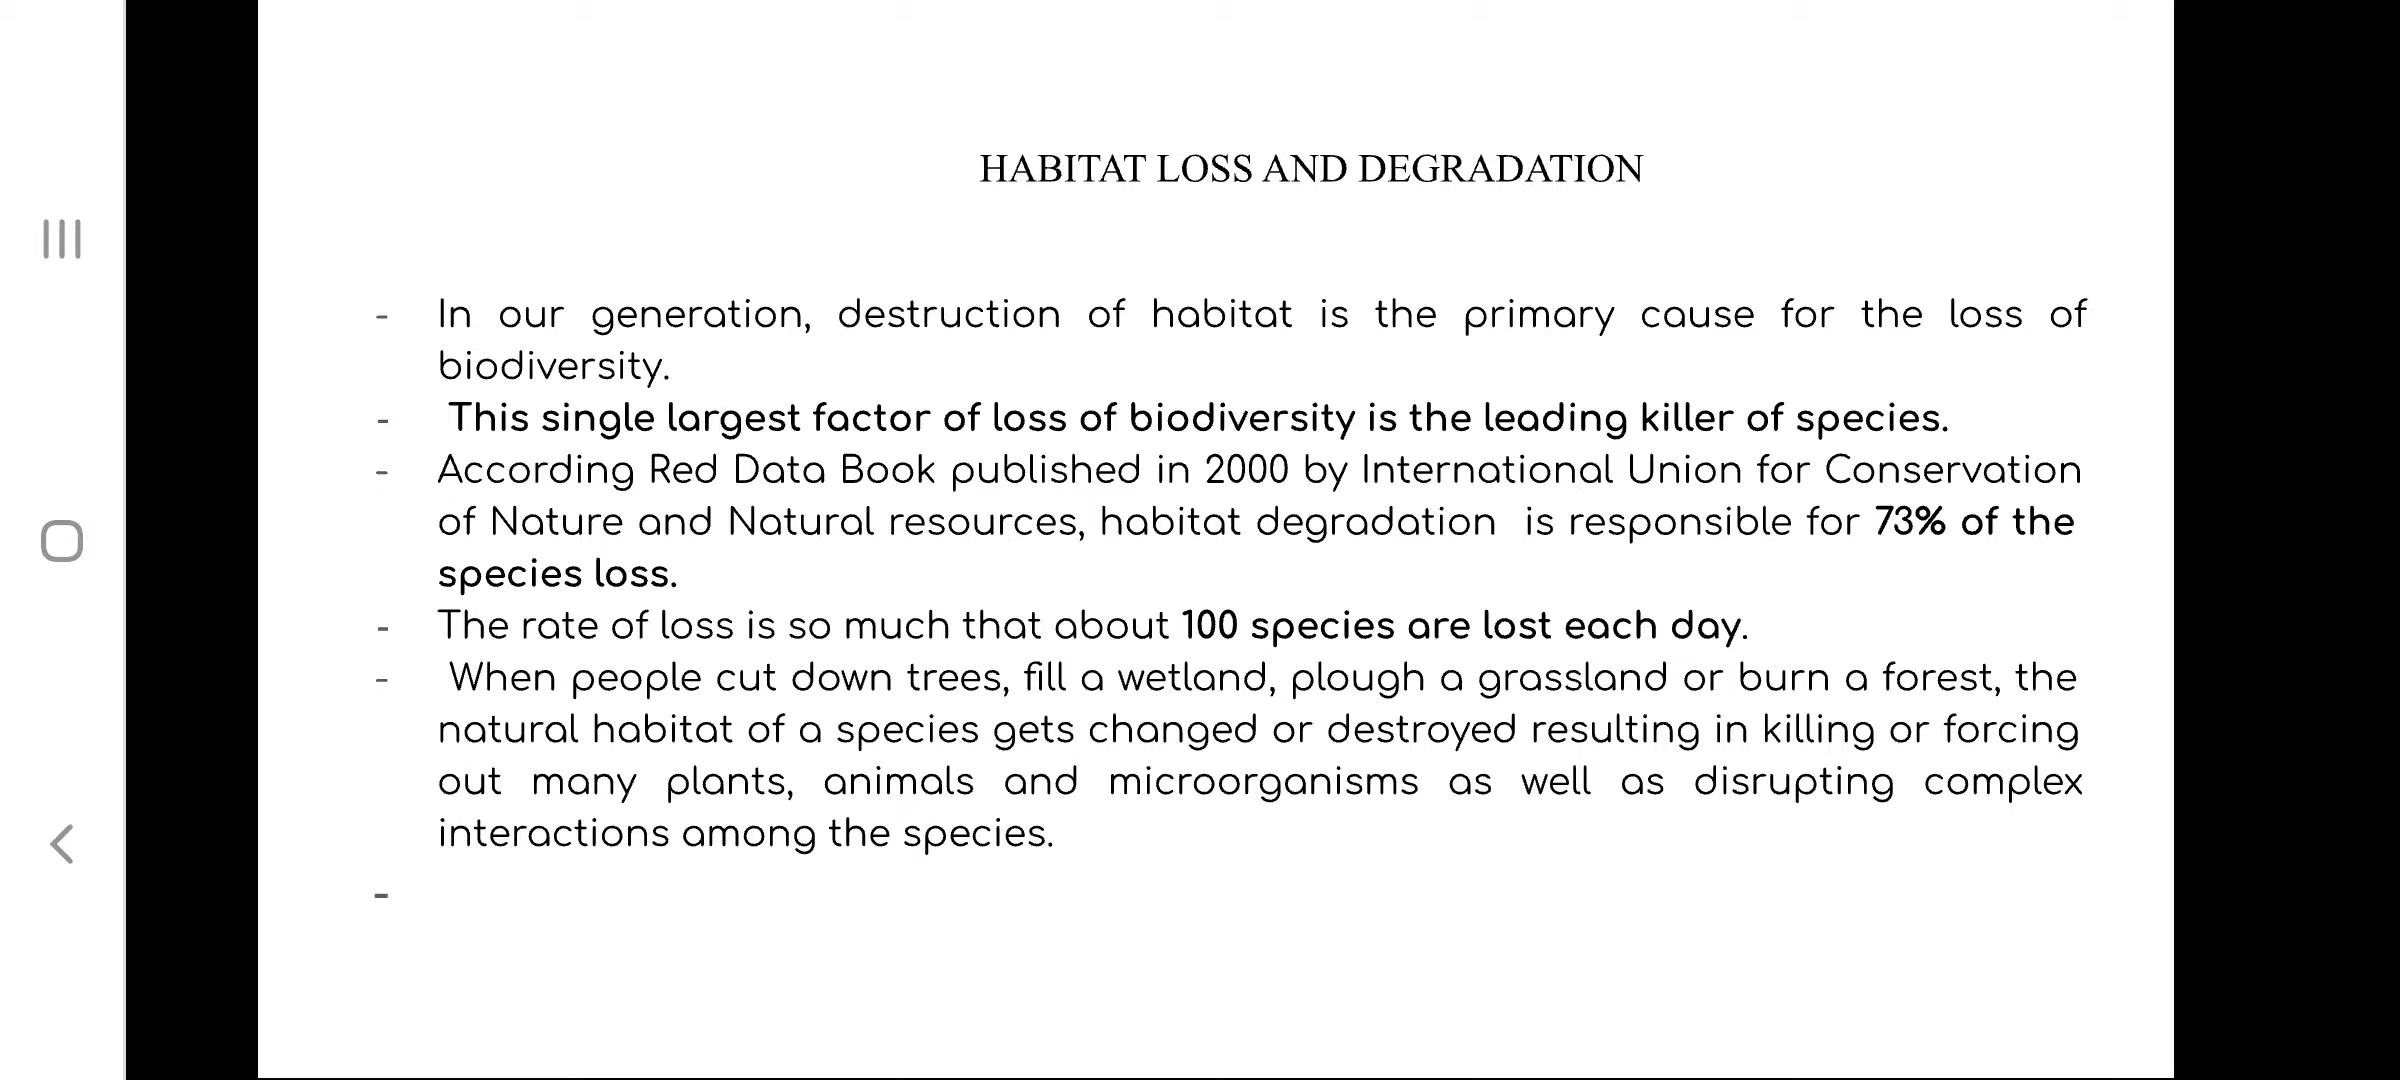 HABITAT LOSS AND DEGRADATION
- In our generation, destruction of habitat is the primary cause for the loss of
biodiversity.
- This single largest factor of loss of biodiversity is the leading killer of species.
- According Red Data Book published in 2000 by International Union for Conservation
of Nature and Natural resources, habitat degradation is responsible for 73% of the
species loss.
- The rate of loss is so much that about 100 species are lost each day.
- When people cut down trees, fill a wetland, plough a grassland or burn a forest, the
natural habitat of a species gets changed or destroyed resulting in killing or forcing
out many plants, animals and microorganisms as well as disrupting complex
interactions among the species.
-